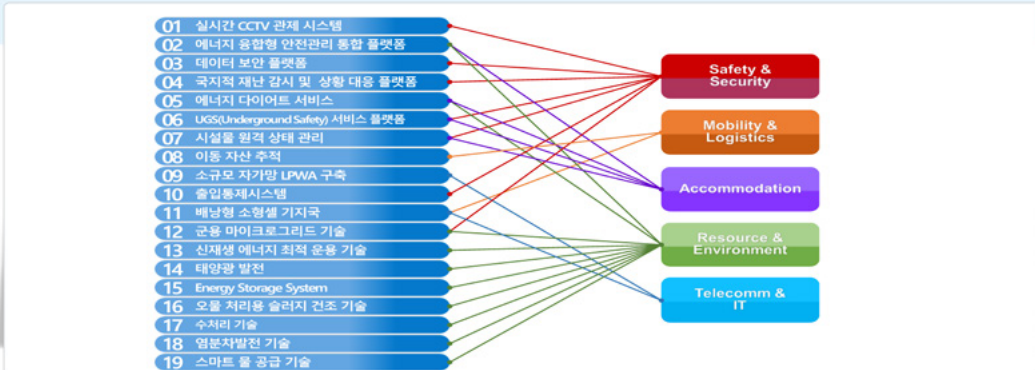 01 실시간 CCTV 관제 시스템
02 에너지 융합형 안전관리 통합 플랫폼
03 데이터 보안 플랫폼
04 국지적 재난 감시 및 상황 대응 플랫폼
05 에너지 다이어트 서비스
06 UGS(Underground Safety) 서비스 플랫폼
07 시설물 원격 상태 관리
08 이동 자산 추적
09 소규모 자가망 LPWA 구축
10 출입통제시스템
11 배낭형 소형셀 기지국
12 군용 마이크로그리드 기술
13 신재생 에너지 최적 운용 기술
14 태양광 발전
15 Energy Storage System
16 오물 처리용 슬러지 건조 기술
17 수처리 기술
18 염분차발전 기술
19 스마트 물 공급 기술
Safety &
Security
Mobility &
Logistics
Accommodation
Resource &
Environment
Telecomm &
IT